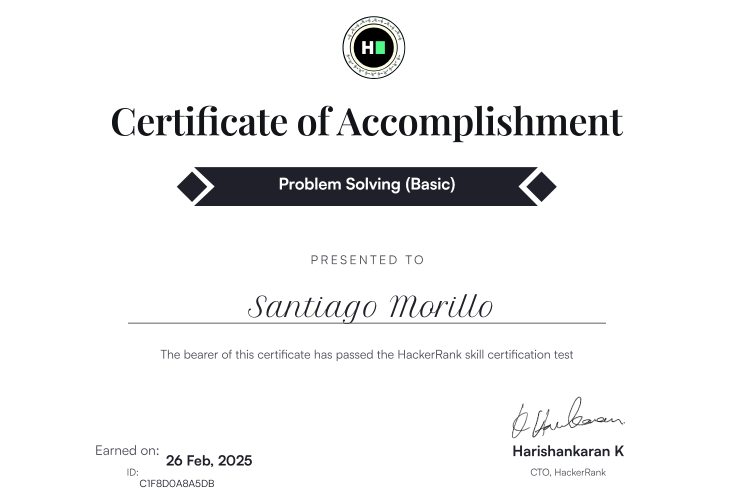 H
Certificate of Accomplishment
Problem Solving (Basic)
PRESENTED TO
Santiago Morillo
The bearer of this certificate has passed the HackerRank skill certification test
Earned on: 26 Feb, 2025
ID: C1F8D0A8A5DB
Harishankaran K
CTO, HackerRank